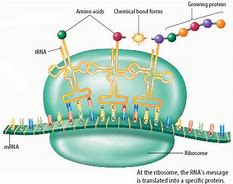 Growing protein
Amino acids
Chemical bond forms
tRNA
mRNA
Ribosome
At the ribosome, the RNA's message
is translated into a specific protein.